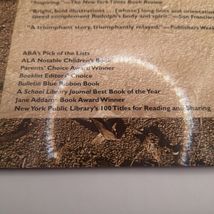 Inspiring." —The New York Times Book Review
"Bright, bold illustrations . . . [whose] long lines and orientation
speed complement Rudolph's body and spirit." —San Francisco
"A triumphant story, triumphantly relayed." —Publishers Weekly
ABA's Pick of the Lists
ALA Notable Children's Book
Parents' Choice Award Winner
Booklist Editors' Choice
Bulletin Blue Ribbon Book
A School Library Journal Best Book of the Year
Jane Addams Book Award Winner
New York Public Library's 100 Titles for Reading and Sharing